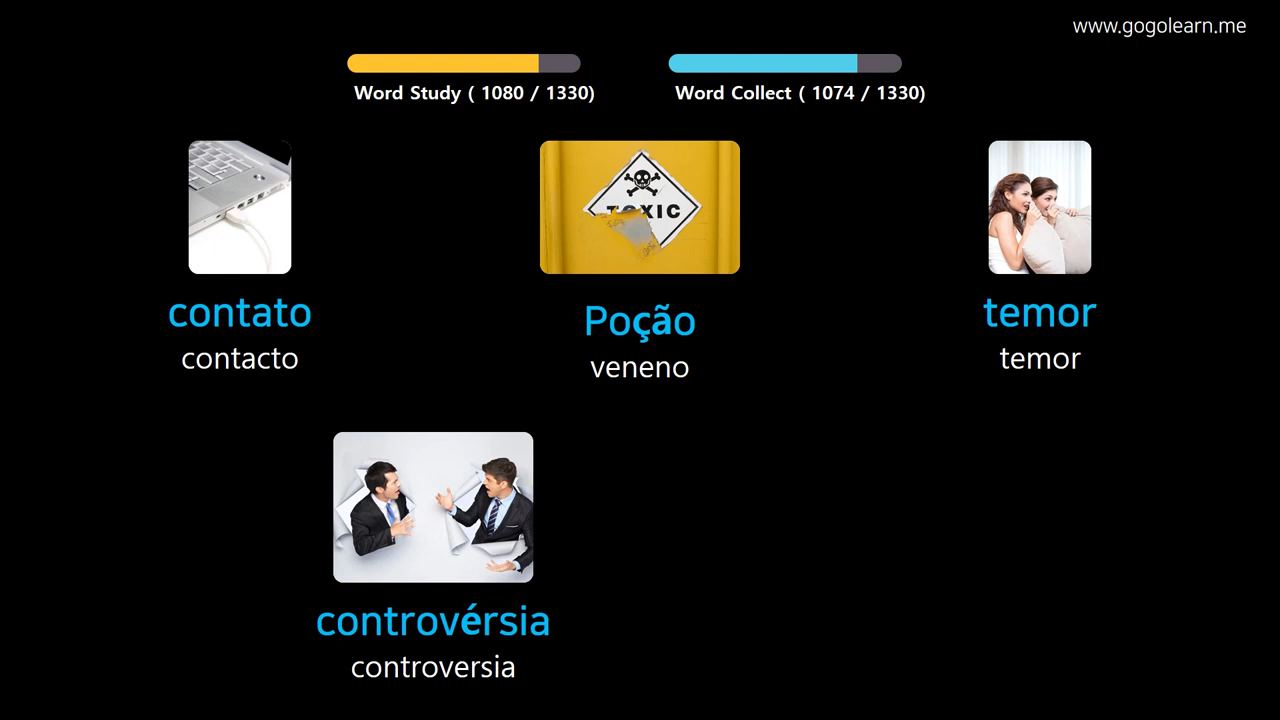 www.gogolearn.me
Word Study ( 1080 / 1330)
Word Collect ( 1074 / 1330)
TOXIC
contato
contacto
Poção
veneno
temor
temor
controvérsia
controversia